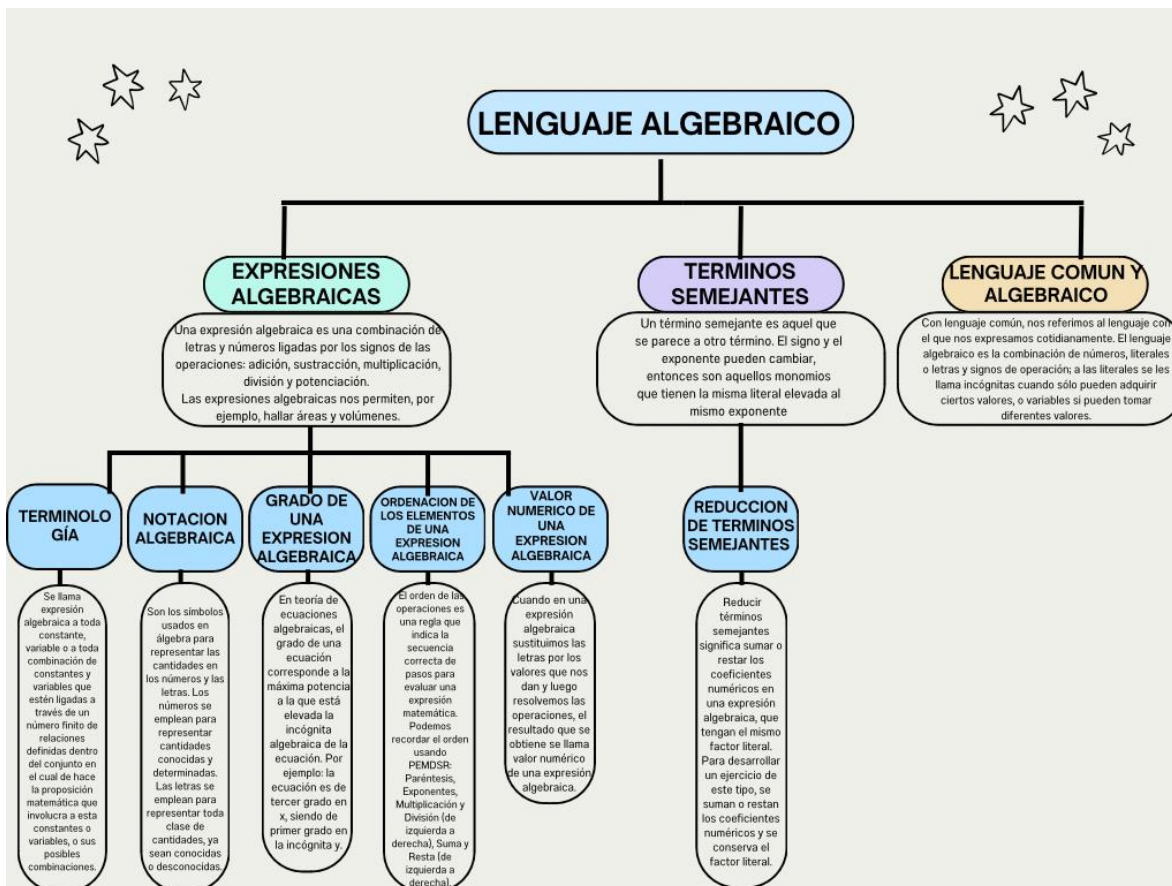 LENGUAJE ALGEBRAICO
EXPRESIONES
ALGEBRAICAS
Una expresión algebraica es una combinación de
letras y números ligadas por los signos de las
operaciones: adición, sustracción, multiplicación,
división y potenciación.
Las expresiones algebraicas nos permiten, por
ejemplo, hallar áreas y volúmenes.
TERMINOS
SEMEJANTES
Un término semejante es aquel que
se parece a otro término. El signo y el
exponente pueden cambiar,
entonces son aquellos monomios
que tienen la misma literal elevada al
mismo exponente
LENGUAJE COMUN Y
ALGEBRAICO
Con lenguaje común, nos referimos al lenguaje con
el que nos expresamos cotidianamente. El lenguaje
algebraico es la combinación de números, literales
o letras y signos de operación; a las literales se les
llama incógnitas cuando sólo pueden adquirir
ciertos valores, o variables si pueden tomar
diferentes valores.
TERMINOLO
GÍA
Se llama
expresión
algebraica a toda
constante,
variable o a toda
combinación de
constantes y
variables que
estén ligadas a
través de un
número finito de
relaciones
definidas dentro
del conjunto en
el cual de hace
la proposición
matemática que
involucra a esta
constantes o
variables, o sus
posibles
combinaciones.
NOTACION
ALGEBRAICA
Son los símbolos
usados en
álgebra para
representar las
cantidades en
los números y las
letras. Los
números se
emplean para
representar
cantidades
conocidas y
determinadas.
Las letras se
emplean para
representar toda
clase de
cantidades, ya
sean conocidas
o desconocidas.
GRADO DE
UNA
EXPRESION
ALGEBRAICA
En teoría de
ecuaciones
algebraicas, el
grado de una
ecuación
corresponde a la
máxima potencia
a la que está
elevada la
incógnita
algebraica de la
ecuación. Por
ejemplo: la
ecuación es de
tercer grado en
x, siendo de
primer grado en
la incógnita y.
ORDENACION DE
LOS ELEMENTOS
DE UNA
EXPRESION
ALGEBRAICA
El orden de las
operaciones es
una regla que
indica la
secuencia
correcta de
pasos para
evaluar una
expresión
matemática.
Podemos
recordar el orden
usando
PEMDSR:
Paréntesis,
Exponentes,
Multiplicación y
División (de
izquierda a
derecha), Suma y
Resta (de
izquierda a
derecha).
VALOR
NUMERICO DE
UNA
EXPRESION
ALGEBRAICA
Cuando en una
expresión
algebraica
sustituimos las
letras por los
valores que nos
dan y luego
resolvemos las
operaciones, el
resultado que se
obtiene se llama
valor numérico
de una expresión
algebraica.
REDUCCION
DE TERMINOS
SEMEJANTES
Reducir
términos
semejantes
significa sumar o
restar los
coeficientes
numéricos en
una expresión
algebraica, que
tengan el mismo
factor literal.
Para desarrollar
un ejercicio de
este tipo, se
suman o restan
los coeficientes
numéricos y se
conserva el
factor literal.